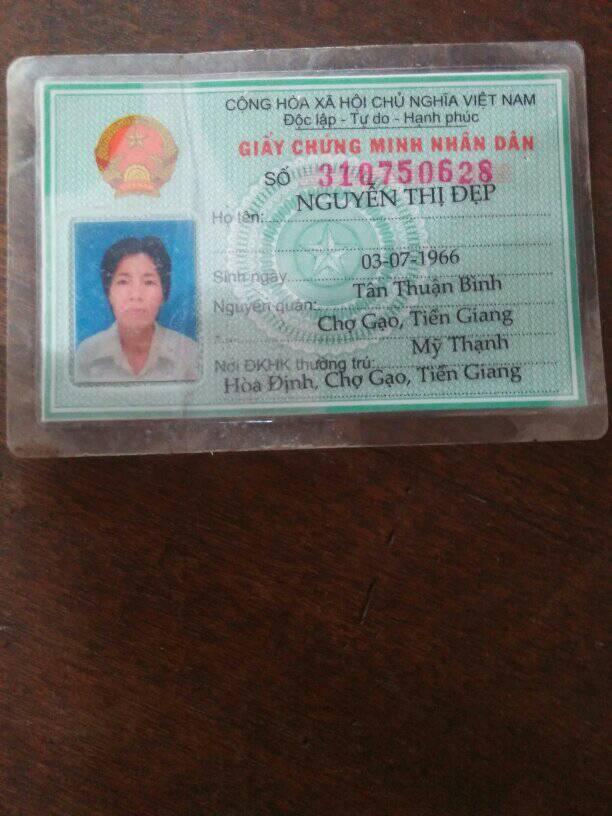 CỘNG HÒA XÃ HỘI CHỦ NGHĨA VIỆT NAM
Độc lập - Tự do - Hạnh phúc
GIẤY CHỨNG MINH NHÂN DÂN
SỐ 310750628
Họ tên: NGUYỄN THỊ ĐẸP
Sinh ngày 03-07-1966
Nguyên quán: Tân Thuận Bình
Chợ Gạo, Tiền Giang
Nơi ĐKHK thường trú: Mỹ Thạnh
Hòa Định, Chợ Gạo, Tiền Giang